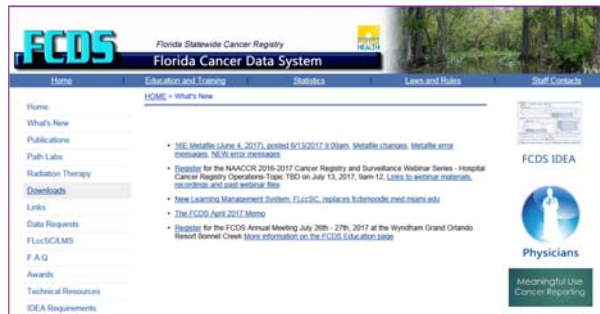 FCDS
Florida Statewide Cancer Registry
Florida Cancer Data System
HEALTH
Home
Education and Training
Statistics
Laws and Rules
Staff Contacts
Home
What's New
Publications
Path Labs
Radiation Therapy
Downloads
Links
Data Requests
FLccSC/LMS
F A Q
Awards
Technical Resources
IDEA Requirements
HOME > What's New
16E Metafile (June 4, 2017), posted 6/13/2017 9:09am, Metafile changes, Metafile error
messages, NEW error messages
Register for the NAACCR 2016-2017 Cancer Registry and Surveillance Webinar Series - Hospital
Cancer Registry Operations-Topic TBD on July 13, 2017, 9am-12, Links to webinar materials,
recordings and past webinar files
New Learning Management System: FLccSC, replaces fcdsmoodle.med.miami.edu
The FCDS April 2017 Memo
Register for the FCDS Annual Meeting July 26th - 27th, 2017 at the Wyndham Grand Orlando
Resort Bonnet Creek More information on the FCDS Education page
FCDS IDEA
Physicians
Meaningful Use
Cancer Reporting